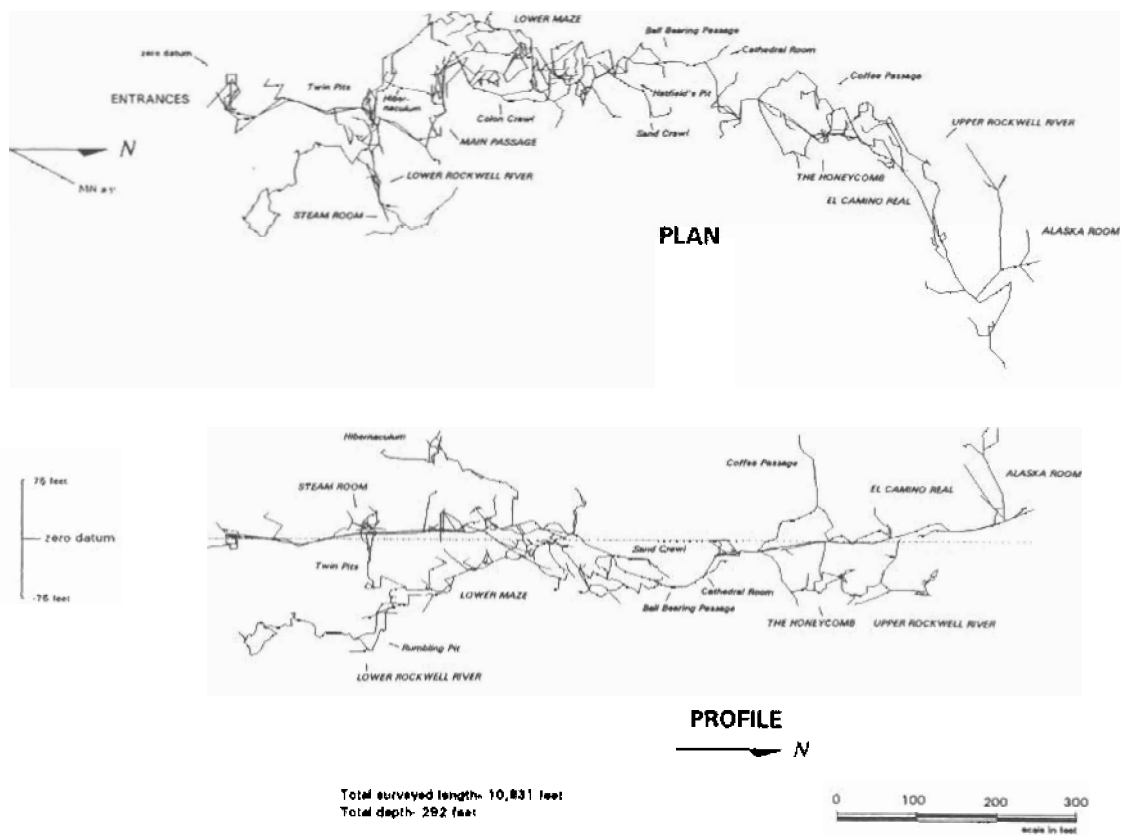 LOWER MAZE
Ball Bearing Passage
zero datum
Cathedral Room
ENTRANCES
Twin Pits
Hiber-
naculum
Coffee Passage
Hatfield's Pit
Colon Crawl
UPPER ROCKWELL RIVER
MAIN PASSAGE
Sand Crawl
N
LOWER ROCKWELL RIVER
THE HONEYCOMB
MN
EL CAMINO REAL
STEAM ROOM
PLAN
ALASKA ROOM
Hibernaculum
Coffee Passage
ALASKA ROOM
75 feet
STEAM ROOM
EL CAMINO REAL
zero datum
Sand Crawl
Twin Pits
Cathedral Room
-75 feet
LOWER MAZE
Ball Bearing Passage
THE HONEYCOMB
UPPER ROCKWELL RIVER
Rumbling Pit
LOWER ROCKWELL RIVER
PROFILE
N
Total surveyed length- 10,831 feet
Total depth- 292 feet
0 100 200 300
scale in feet